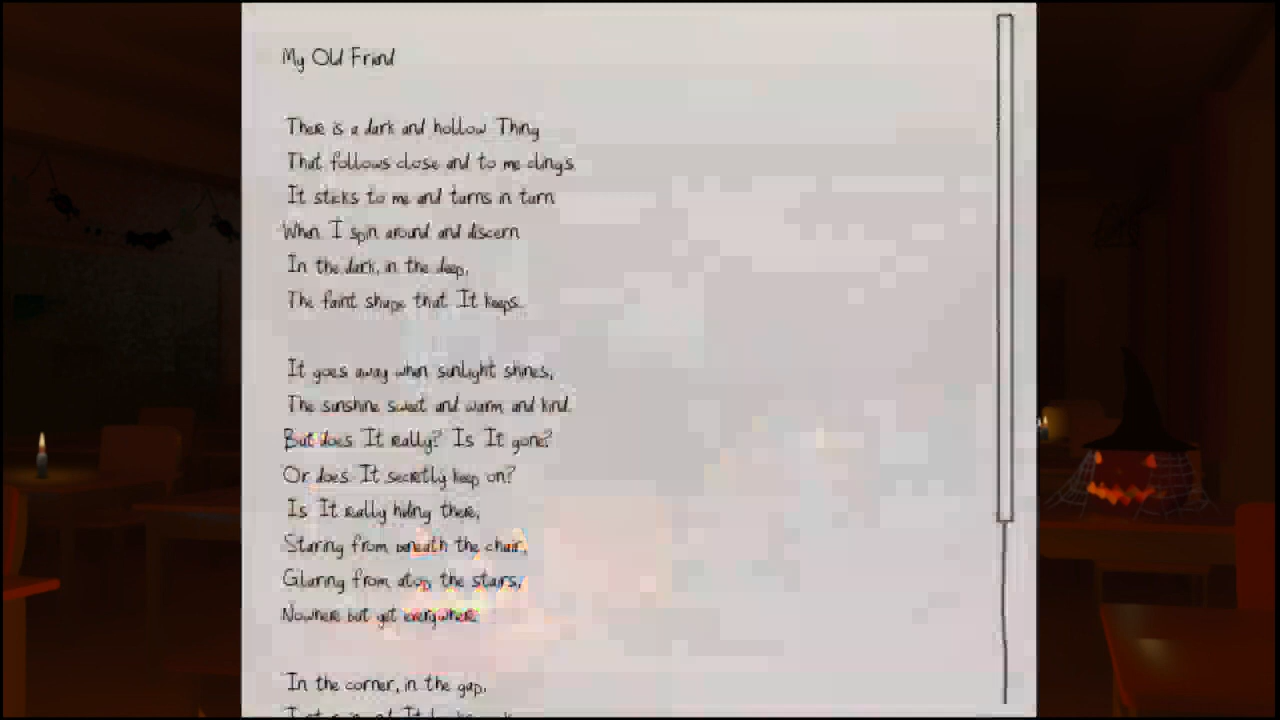 My Old Friend
There is a dark and hollow Thing
That follows close and to me clings.
It sticks to me and turns in turn
When I spin around and discern
In the dark, in the deep,
The faint shape that It keeps.
It goes away when sunlight shines,
The sunshine sweet and warm and kind.
But does It really? Is It gone?
Or does It secretly keep on?
Is It really hiding there,
Staring from beneath the chair,
Glaring from atop the stairs,
Nowhere but yet everywhere.
In the corner, in the gap,